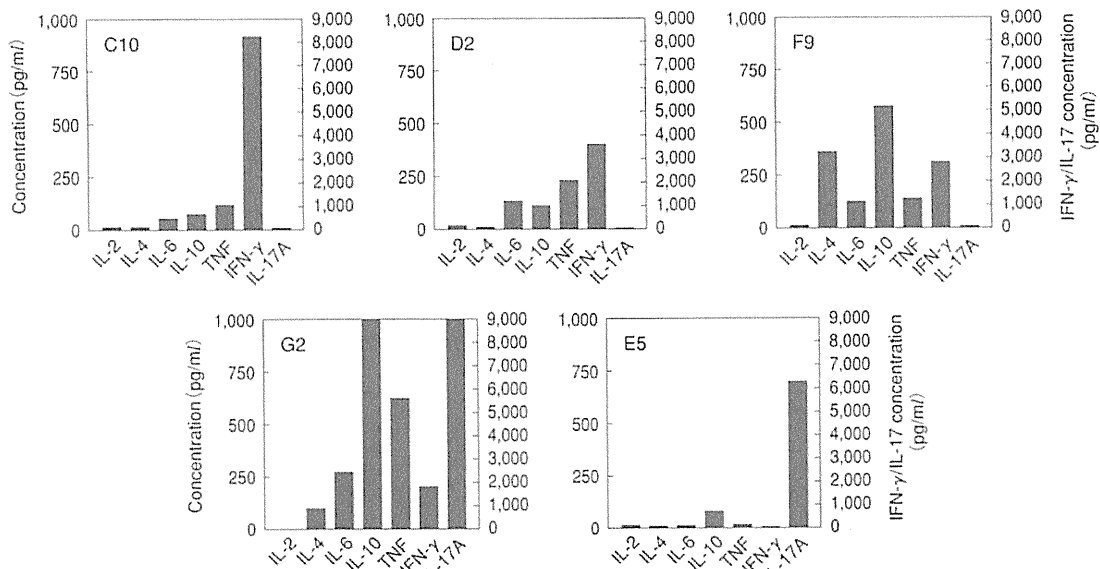 C10
Concentration (pg/ml)
1,000
750
500
250
0
9,000
8,000
7,000
6,000
5,000
4,000
3,000
2,000
1,000
0
IL-2
IL-4
IL-6
IL-10
TNF
IFN-γ
IL-17A
D2
1,000
750
500
250
0
9,000
8,000
7,000
6,000
5,000
4,000
3,000
2,000
1,000
0
IL-2
IL-4
IL-6
IL-10
TNF
IFN-γ
IL-17A
F9
1,000
750
500
250
0
9,000
8,000
7,000
6,000
5,000
4,000
3,000
2,000
1,000
0
IFN-γ/IL-17 concentration
(pg/ml)
IL-2
IL-4
IL-6
IL-10
TNF
IFN-γ
IL-17A
G2
Concentration (pg/ml)
1,000
750
500
250
0
9,000
8,000
7,000
6,000
5,000
4,000
3,000
2,000
1,000
0
IL-2
IL-4
IL-6
IL-10
TNF
IFN-γ
IL-17A
E5
1,000
750
500
250
0
9,000
8,000
7,000
6,000
5,000
4,000
3,000
2,000
1,000
0
IFN-γ/IL-17 concentration
(pg/ml)
IL-2
IL-4
IL-6
IL-10
TNF
IFN-γ
IL-17A